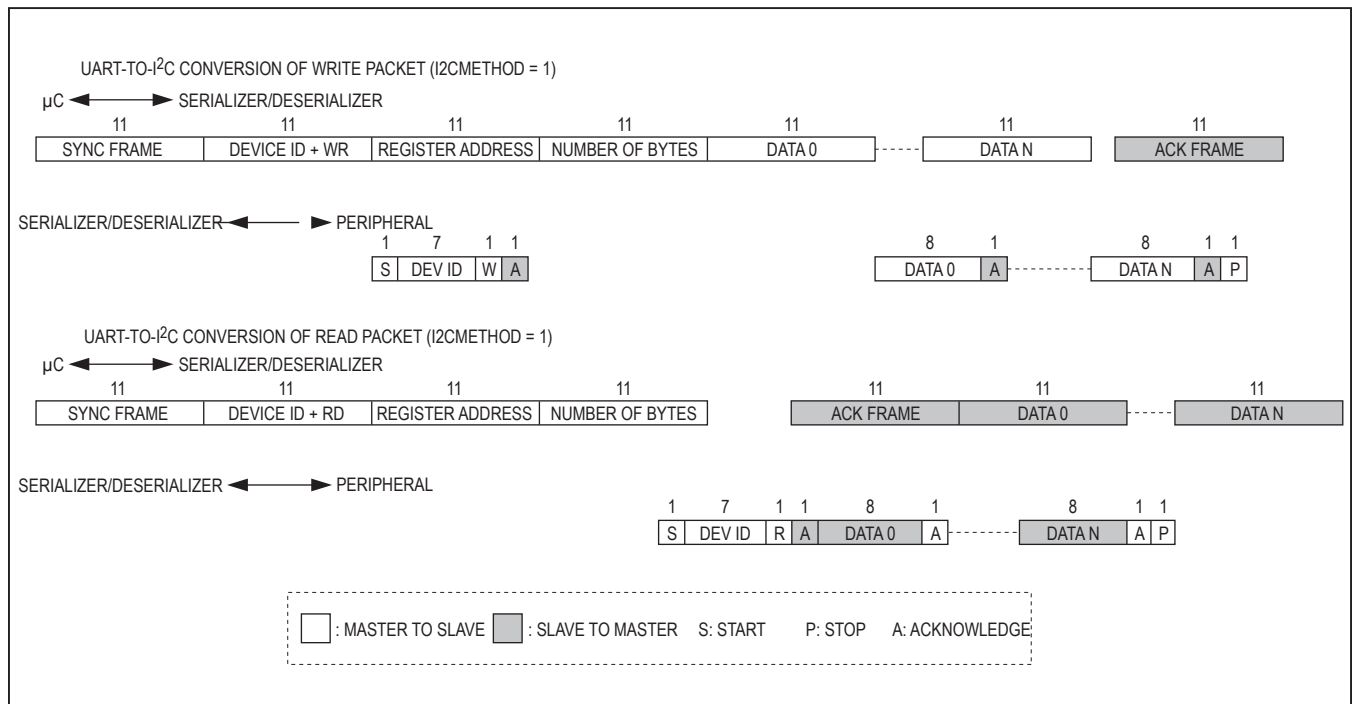 UART-TO-I²C CONVERSION OF WRITE PACKET (I2CMETHOD = 1)
µC SERIALIZER/DESERIALIZER
11 11 11 11 11 11 11
SYNC FRAME DEVICE ID + WR REGISTER ADDRESS NUMBER OF BYTES DATA 0 DATA N ACK FRAME
SERIALIZER/DESERIALIZER PERIPHERAL
1 7 1 1 8 1 8 1 1
S DEV ID W A DATA 0 A DATA N A P
UART-TO-I²C CONVERSION OF READ PACKET (I2CMETHOD = 1)
µC SERIALIZER/DESERIALIZER
11 11 11 11 11 11 11
SYNC FRAME DEVICE ID + RD REGISTER ADDRESS NUMBER OF BYTES ACK FRAME DATA 0 DATA N
SERIALIZER/DESERIALIZER PERIPHERAL
1 7 1 1 8 1 8 1 1
S DEV ID R A DATA 0 A DATA N A P
: MASTER TO SLAVE : SLAVE TO MASTER S: START P: STOP A: ACKNOWLEDGE